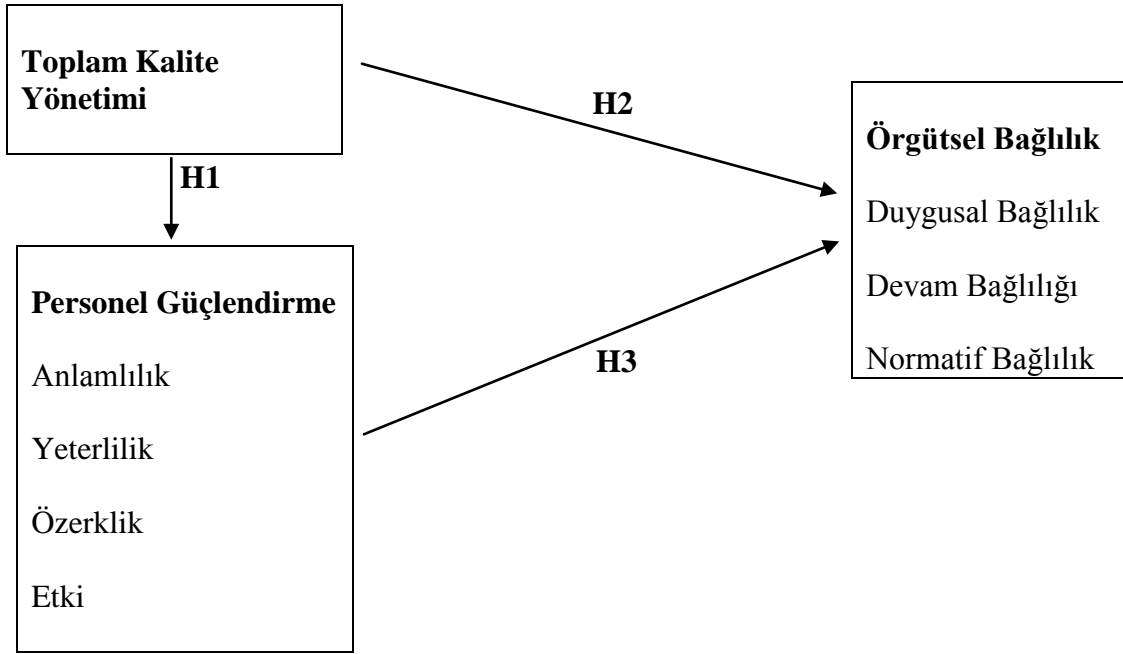 Toplam Kalite
Yönetimi
H1
H2
Personel Güçlendirme
Anlamlılık
Yeterlilik
Özerklik
Etki
H3
Örgütsel Bağlılık
Duygusal Bağlılık
Devam Bağlılığı
Normatif Bağlılık